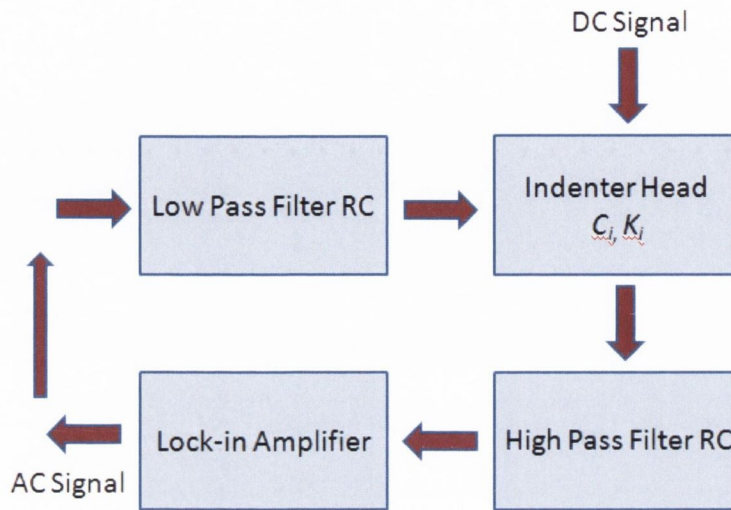 DC Signal
Low Pass Filter RC
Indenter Head
Ci, Ki
Lock-in Amplifier
High Pass Filter RC
AC Signal